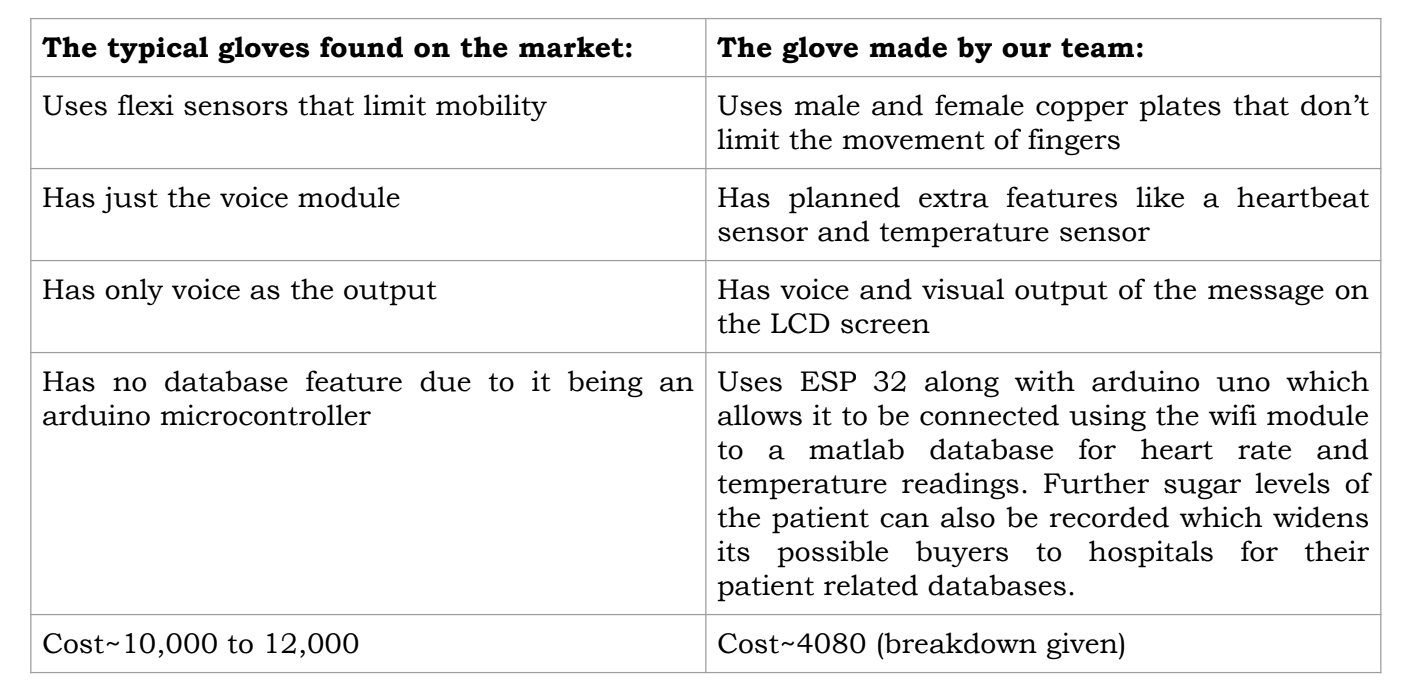 The typical gloves found on the market:
The glove made by our team:
Uses flexi sensors that limit mobility
Uses male and female copper plates that don’t
limit the movement of fingers
Has just the voice module
Has planned extra features like a heartbeat
sensor and temperature sensor
Has only voice as the output
Has voice and visual output of the message on
the LCD screen
Has no database feature due to it being an
arduino microcontroller
Uses ESP 32 along with arduino uno which
allows it to be connected using the wifi module
to a matlab database for heart rate and
temperature readings. Further sugar levels of
the patient can also be recorded which widens
its possible buyers to hospitals for their
patient related databases.
Cost~10,000 to 12,000
Cost~4080 (breakdown given)